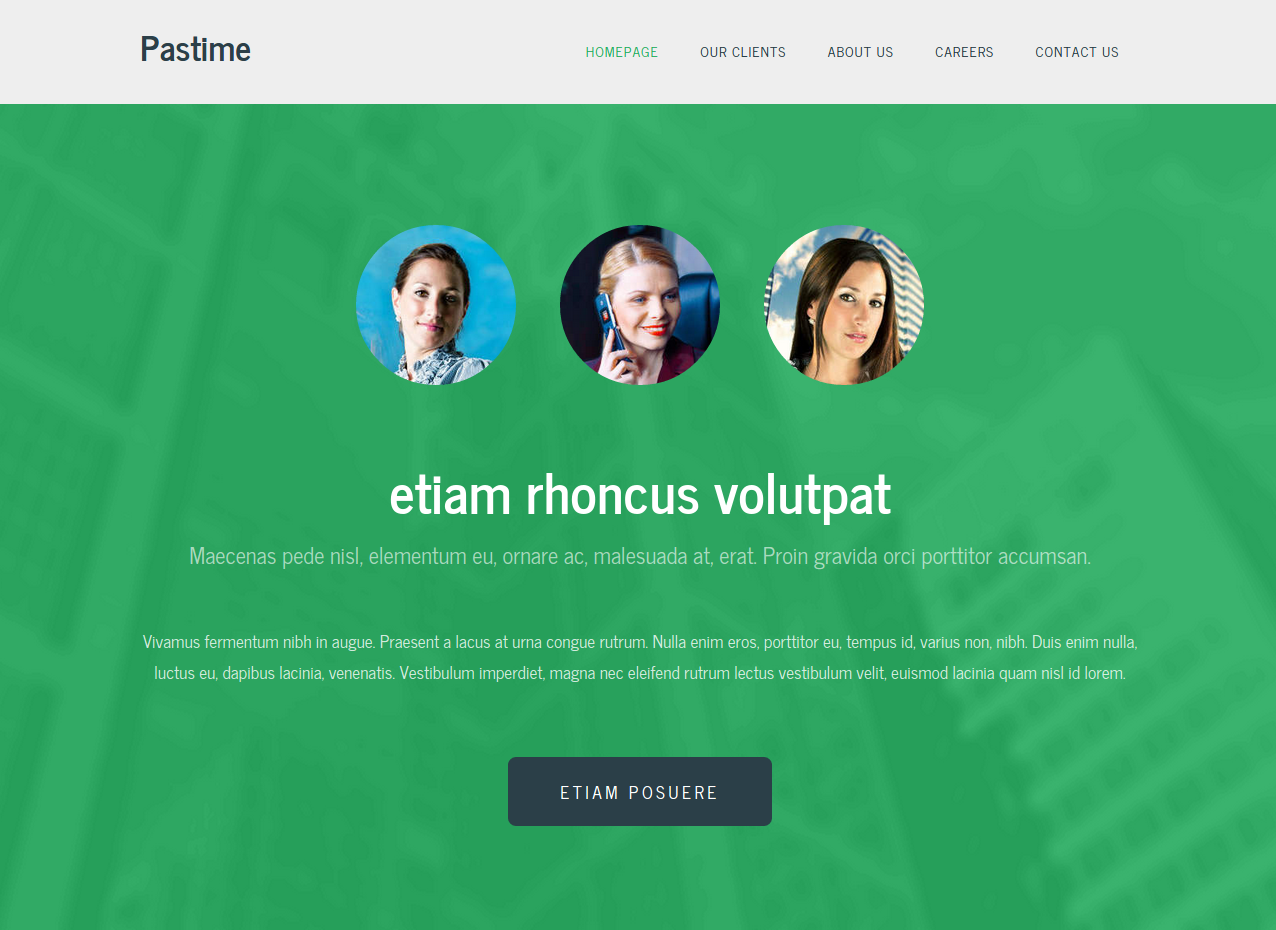 Pastime
HOMEPAGE OUR CLIENTS ABOUT US CAREERS CONTACT US
etiam rhoncus volutpat
Maecenas pede nisl, elementum eu, ornare ac, malesuada at, erat. Proin gravida orci porttitor accumsan.
Vivamus fermentum nibh in augue. Praesent a lacus at urna congue rutrum. Nulla enim eros, porttitor eu, tempus id, varius non, nibh. Duis enim nulla,
luctus eu, dapibus lacinia, venenatis. Vestibulum imperdiet, magna nec eleifend rutrum lectus vestibulum velit, euismod lacinia quam nisl id lorem.
ETIAM POSUERE